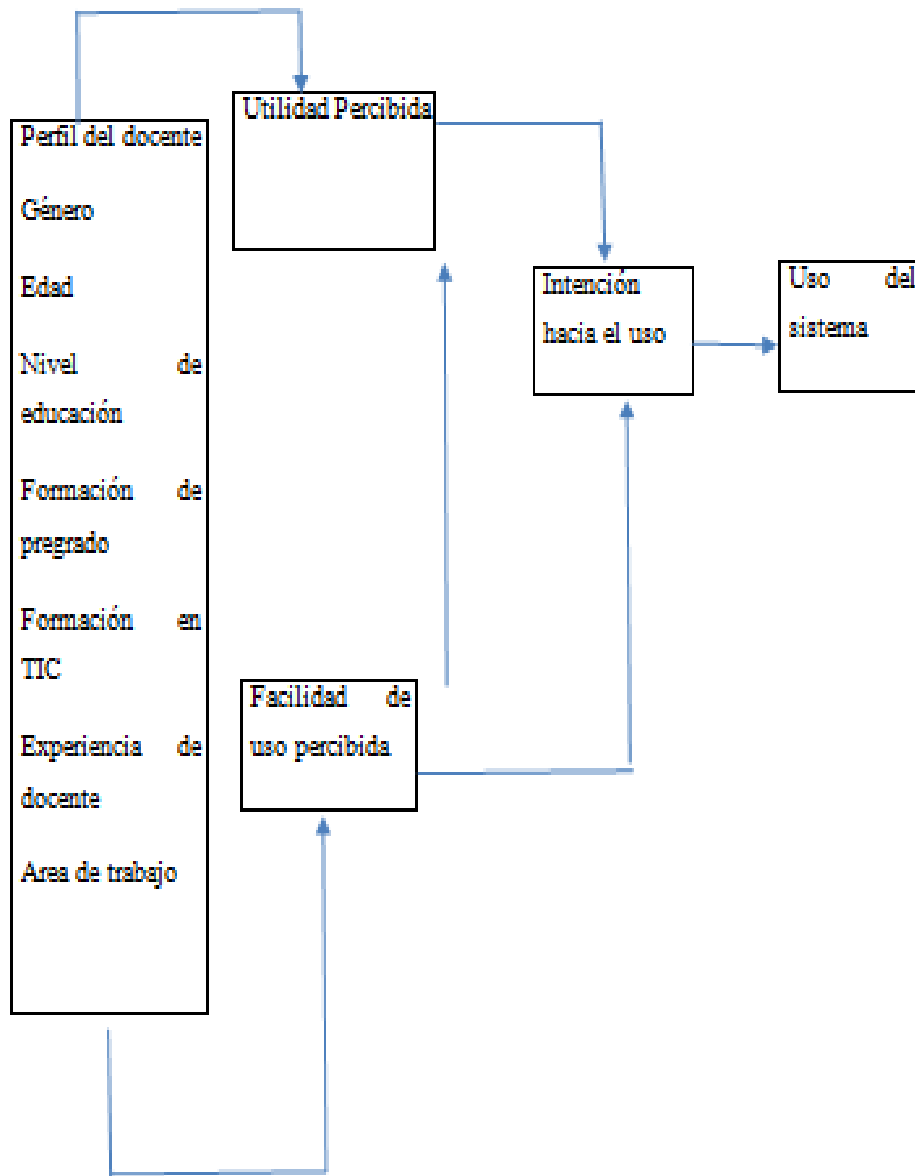 Perfil del docente
Género
Edad
Nivel de
educación
Formación de
pregrado
Formación en
TIC
Experiencia de
docente
Area de trabajo
Utilidad Percibida
Facilidad de
uso percibida
Intención
hacia el uso
Uso del
sistema